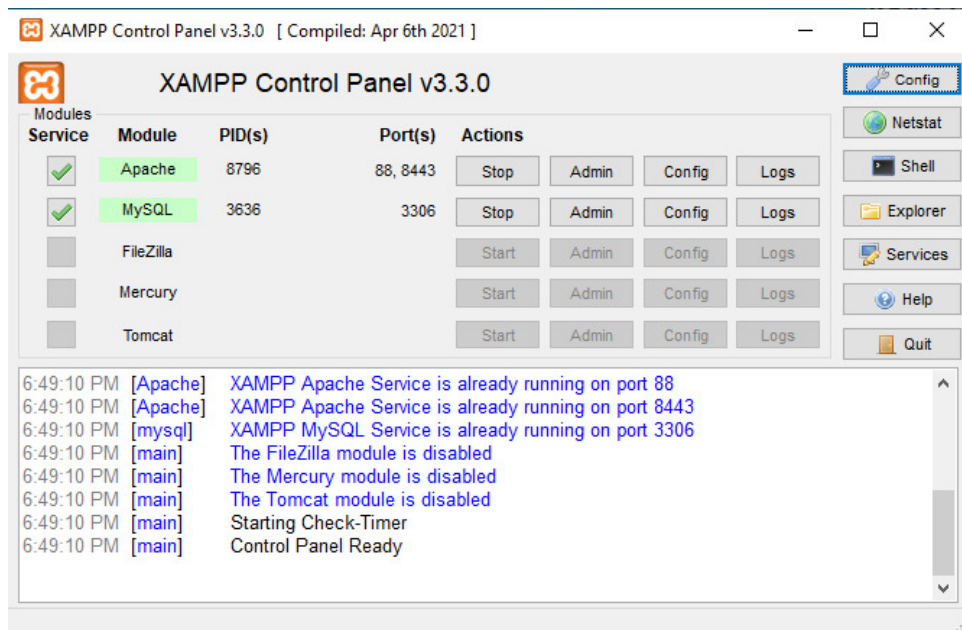 XAMPP Control Panel v3.3.0 [ Compiled: Apr 6th 2021 ]
XAMPP Control Panel v3.3.0
Config
Modules
Service Module PID(s) Port(s) Actions
Netstat
Apache 8796 88, 8443 Stop Admin Config Logs
Shell
MySQL 3636 3306 Stop Admin Config Logs
Explorer
FileZilla Start Admin Config Logs
Services
Mercury Start Admin Config Logs
Help
Tomcat Start Admin Config Logs
Quit
6:49:10 PM [Apache] XAMPP Apache Service is already running on port 88
6:49:10 PM [Apache] XAMPP Apache Service is already running on port 8443
6:49:10 PM [mysql] XAMPP MySQL Service is already running on port 3306
6:49:10 PM [main] The FileZilla module is disabled
6:49:10 PM [main] The Mercury module is disabled
6:49:10 PM [main] The Tomcat module is disabled
6:49:10 PM [main] Starting Check-Timer
6:49:10 PM [main] Control Panel Ready